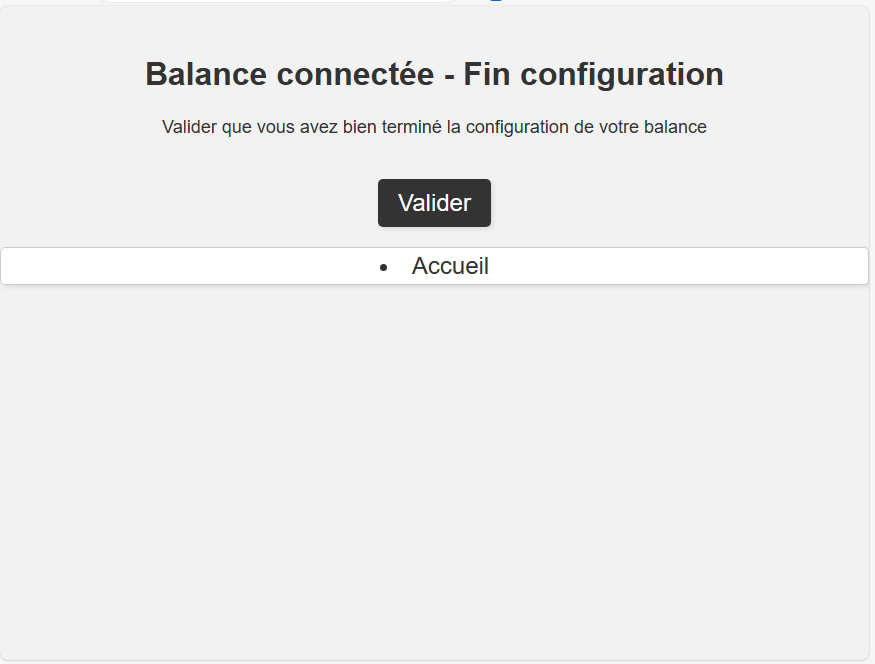 Balance connectée - Fin configuration
Valider que vous avez bien terminé la configuration de votre balance
Valider
• Accueil